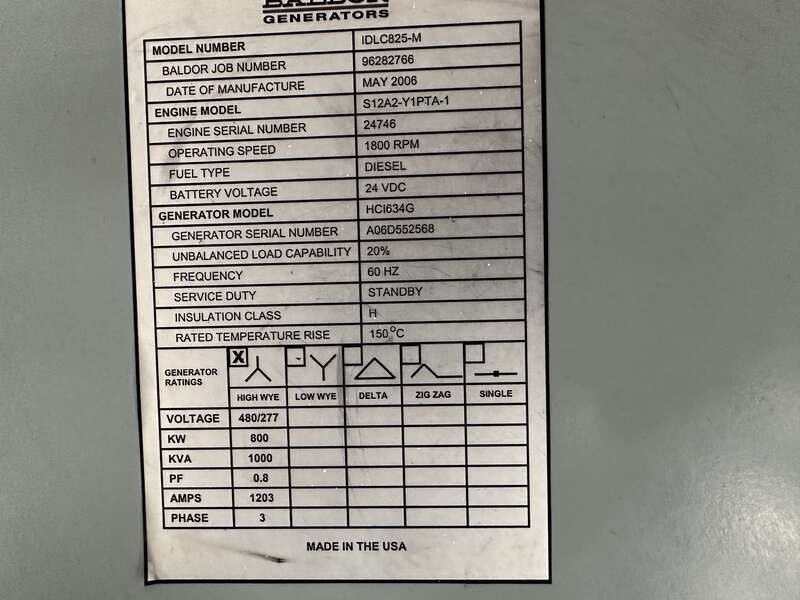 BALDOR
GENERATORS
MODEL NUMBER IDLC825-M
BALDOR JOB NUMBER 96282766
DATE OF MANUFACTURE MAY 2006
ENGINE MODEL S12A2-Y1PTA-1
ENGINE SERIAL NUMBER 24746
OPERATING SPEED 1800 RPM
FUEL TYPE DIESEL
BATTERY VOLTAGE 24 VDC
GENERATOR MODEL HCI634G
GENERATOR SERIAL NUMBER A06D552568
UNBALANCED LOAD CAPABILITY 20%
FREQUENCY 60 HZ
SERVICE DUTY STANDBY
INSULATION CLASS H
RATED TEMPERATURE RISE 150°C
GENERATOR RATINGS X
HIGH WYE LOW WYE DELTA ZIG ZAG SINGLE
VOLTAGE 480/277
KW 800
KVA 1000
PF 0.8
AMPS 1203
PHASE 3
MADE IN THE USA